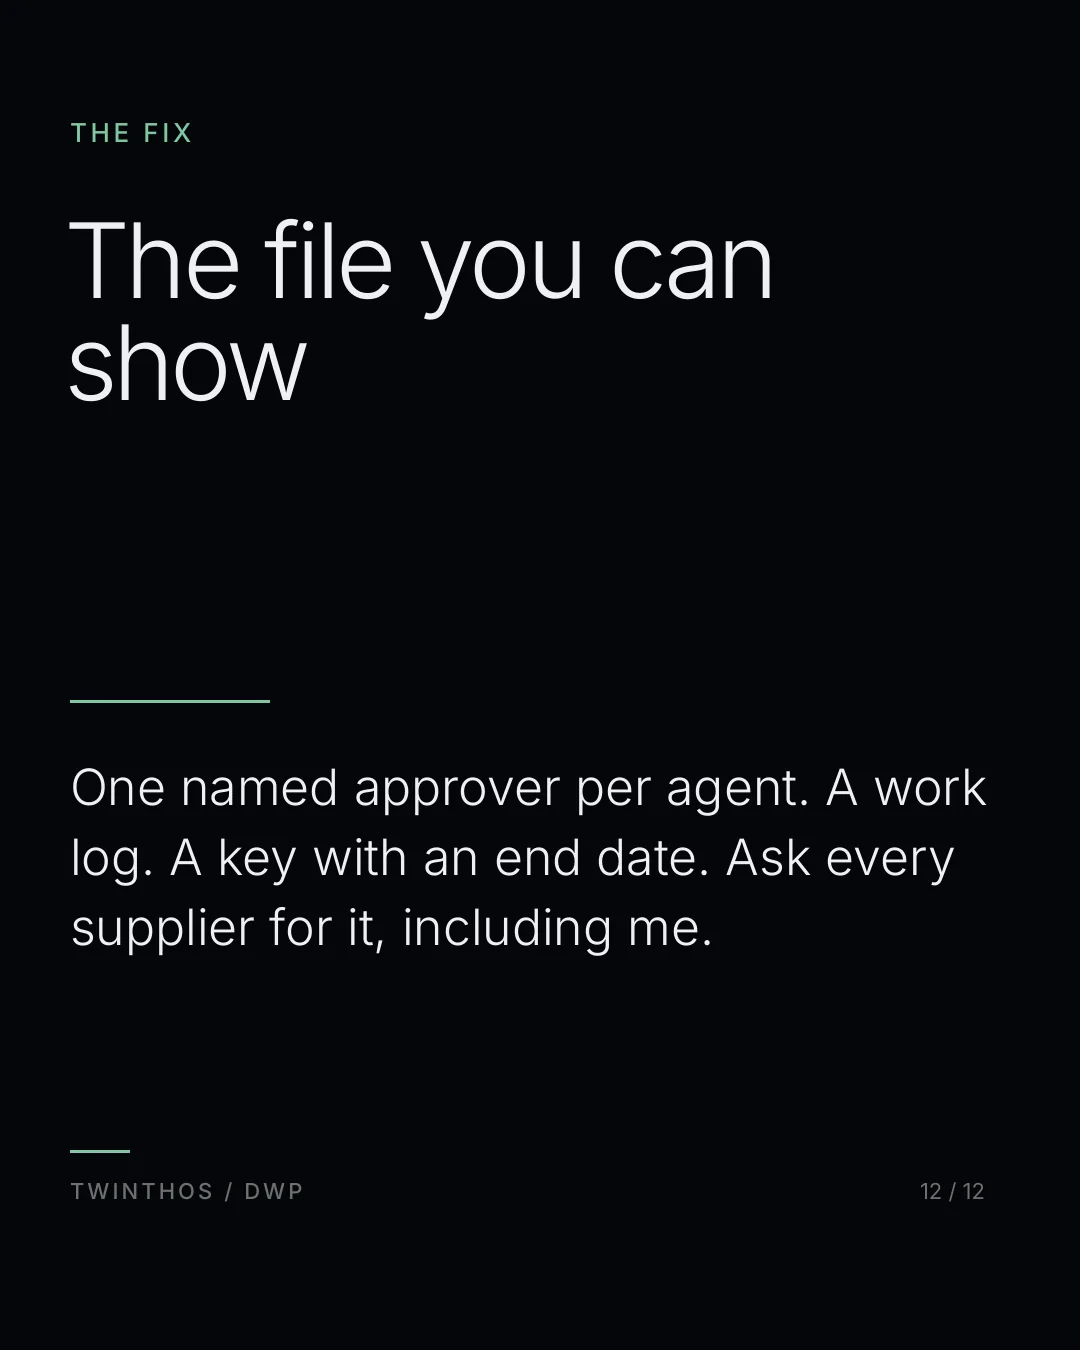 THE FIX
The file you can
show
One named approver per agent. A work
log. A key with an end date. Ask every
supplier for it, including me.
TWINTHOS / DWP
12 / 12